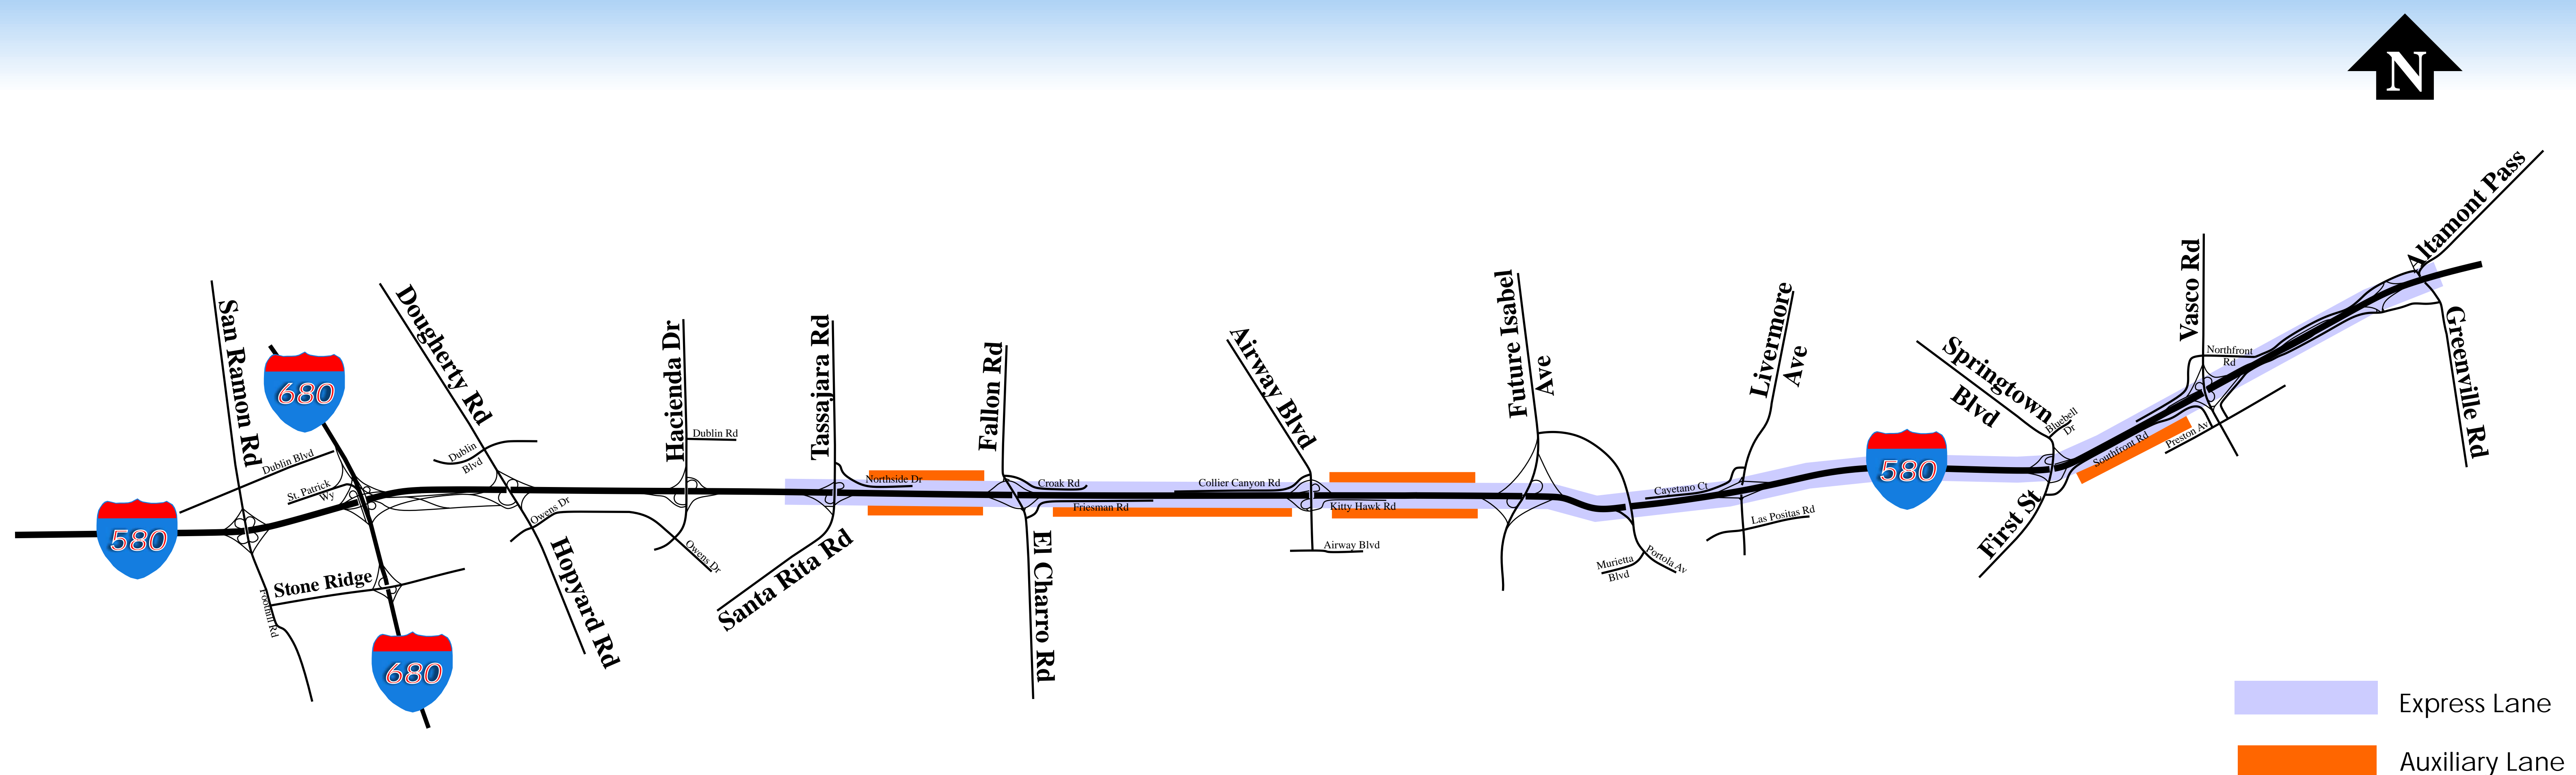 N
San Ramon Rd
680
Dougherty Rd
Hacienda Dr
Tassajara Rd
Fallon Rd
Airway Blvd
Future Isabel
Ave
Livermore
Ave
Springtown
Blvd
Vasco Rd
Altamont Pass
Greenville Rd
Northfront
Rd
Bluebell
Dr
Southfront Rd
Preston Av
580
First St
Dublin Blvd
St. Patrick
Wy
Dublin
Blvd
Dublin Rd
Owens Dr
Owens Dr
Northside Dr
Croak Rd
Friesman Rd
Collier Canyon Rd
Kitty Hawk Rd
Airway Blvd
Cayetano Ct
Las Positas Rd
Murietta
Blvd
Portola Av
580
Stone Ridge
Foothill Rd
680
Hopyard Rd
Santa Rita Rd
El Charro Rd
Express Lane
Auxiliary Lane